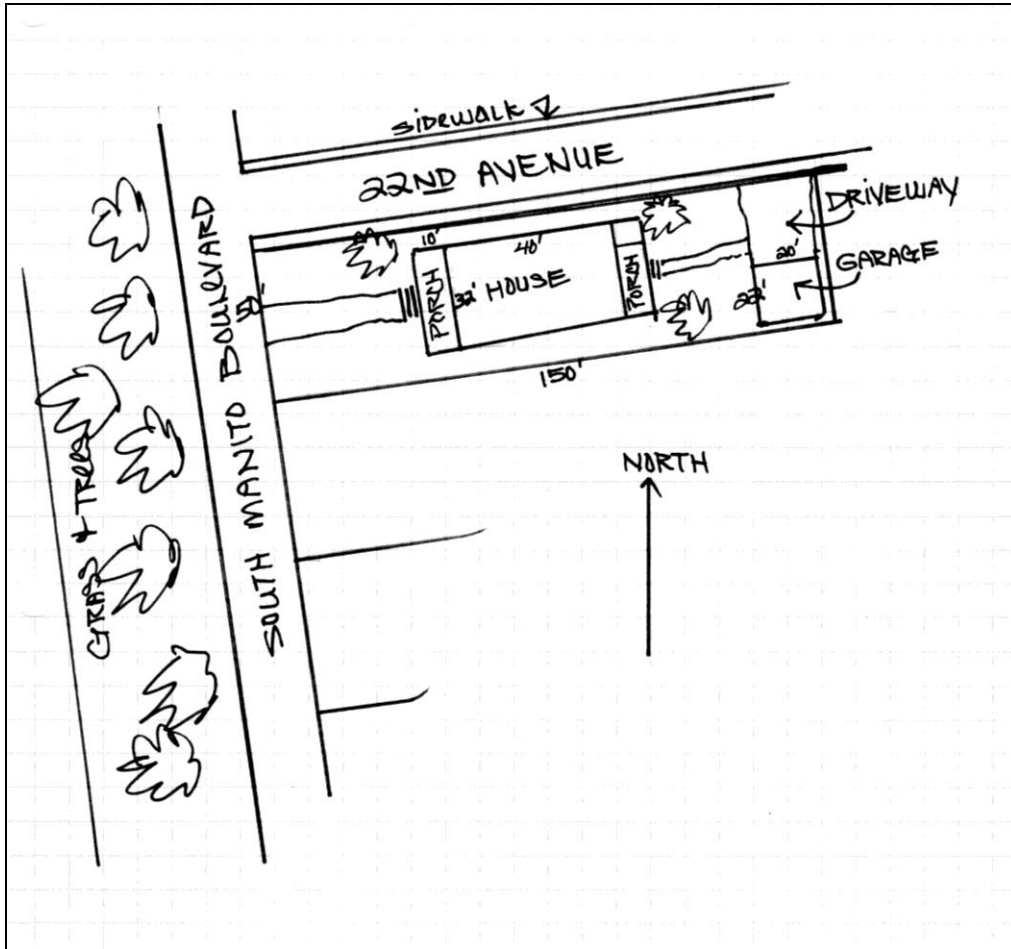 SIDEWALK
22ND AVENUE
DRIVEWAY
GARAGE
10'
40'
20'
22'
32' HOUSE
PORCH
PORCH
50'
150'
SOUTH MANITO BOULEVARD
GRASS & TREES
NORTH